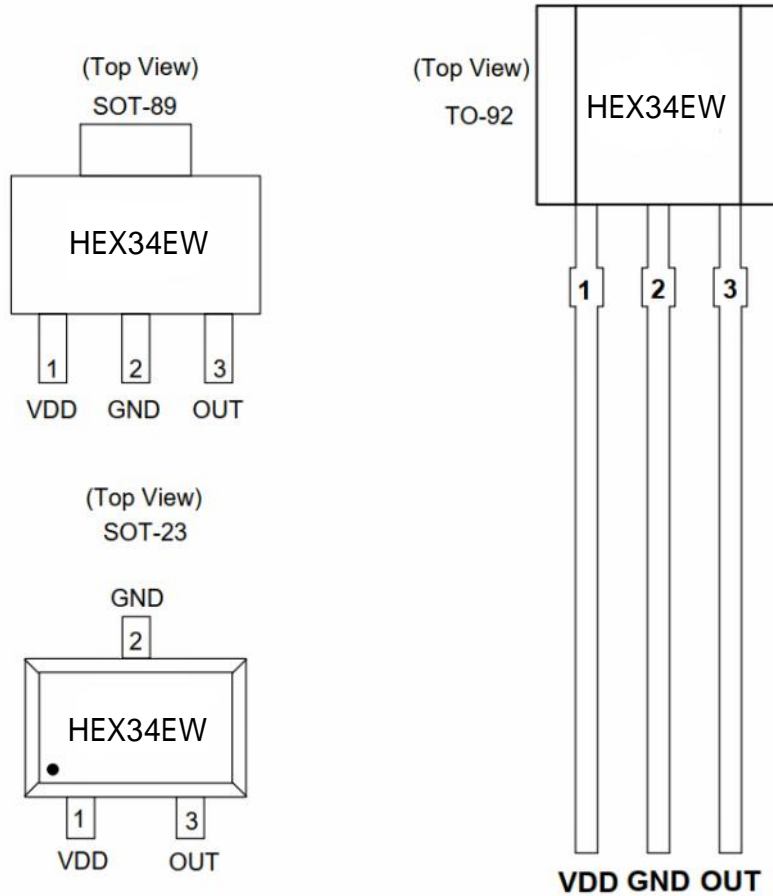 (Top View)
SOT-89
HEX34EW
1 2 3
VDD GND OUT
(Top View)
SOT-23
GND
2
HEX34EW
1 3
VDD OUT
(Top View)
TO-92
HEX34EW
1 2 3
VDD GND OUT